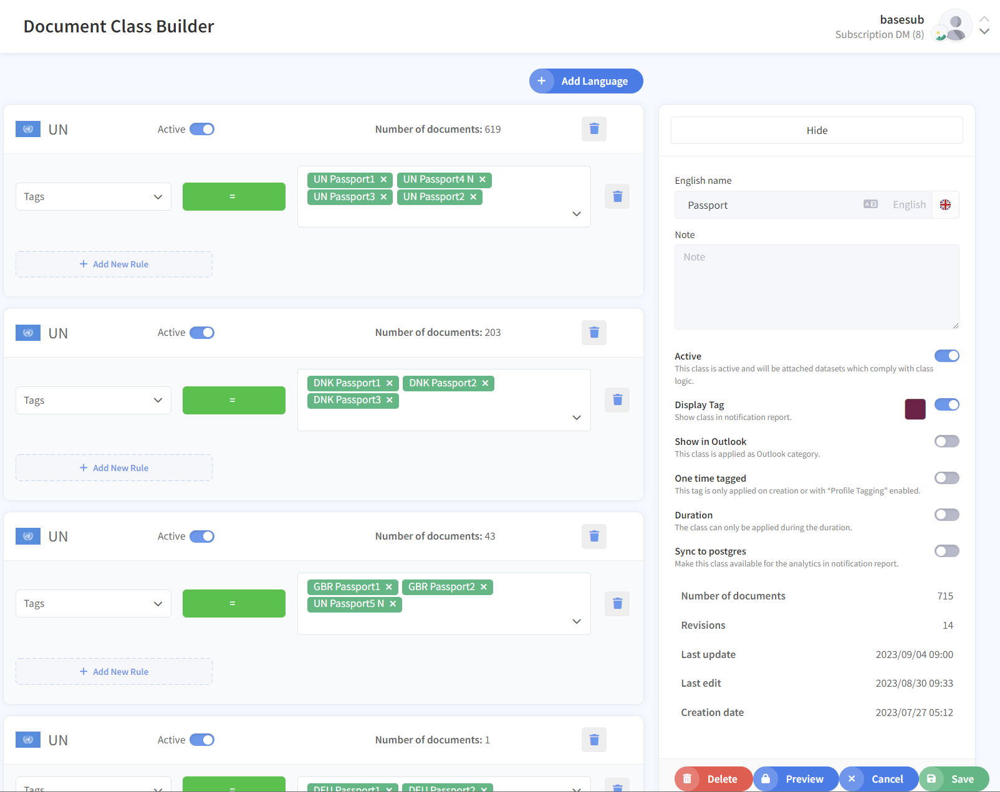 Document Class Builder
basesub
Subscription DM (8)
+ Add Language
UN
Active
Number of documents: 619
Tags
=
UN Passport1 ×
UN Passport4 N ×
UN Passport3 ×
UN Passport2 ×
+ Add New Rule
UN
Active
Number of documents: 203
Tags
=
DNK Passport1 ×
DNK Passport2 ×
DNK Passport3 ×
+ Add New Rule
UN
Active
Number of documents: 43
Tags
=
GBR Passport1 ×
GBR Passport2 ×
UN Passport5 N ×
+ Add New Rule
UN
Active
Number of documents: 1
Tags
=
DEU Passport1 ×
DEU Passport2 ×
Hide
English name
Passport
English
Note
Note
Active
This class is active and will be attached datasets which comply with class
logic.
Display Tag
Show class in notification report.
Show in Outlook
This class is applied as Outlook category.
One time tagged
This tag is only applied on creation or with “Profile Tagging” enabled.
Duration
The class can only be applied during the duration.
Sync to postgres
Make this class available for the analytics in notification report.
Number of documents 715
Revisions 14
Last update 2023/09/04 09:00
Last edit 2023/08/30 09:33
Creation date 2023/07/27 05:12
Delete
Preview
× Cancel
Save